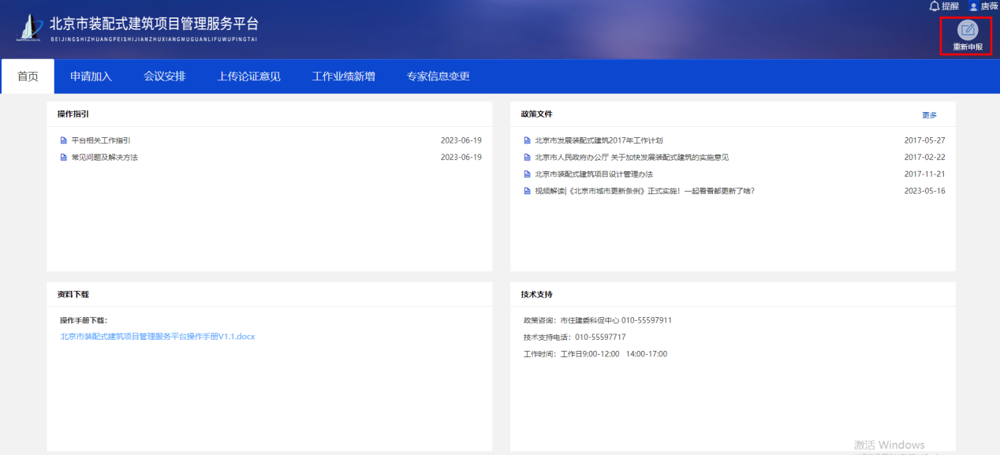 提醒 唐薇
北京市装配式建筑项目管理服务平台
BEIJINGSHIZHUANGPEISHIJIANZHUXIANGMUGUANLIFUWUPINGTAI
重新申报
首页 申请加入 会议安排 上传论证意见 工作业绩新增 专家信息变更
操作指引
平台相关工作指引 2023-06-19
常见问题及解决方法 2023-06-19
政策文件 更多
北京市发展装配式建筑2017年工作计划 2017-05-27
北京市人民政府办公厅 关于加快发展装配式建筑的实施意见 2017-02-22
北京市装配式建筑项目设计管理办法 2017-11-21
视频解读|《北京市城市更新条例》正式实施！一起看看都更新了啥？ 2023-05-16
资料下载
操作手册下载：
北京市装配式建筑项目管理服务平台操作手册V1.1.docx
技术支持
政策咨询：市住建委科促中心 010-55597911
技术支持电话：010-55597717
工作时间：工作日9:00-12:00 14:00-17:00
激活 Windows